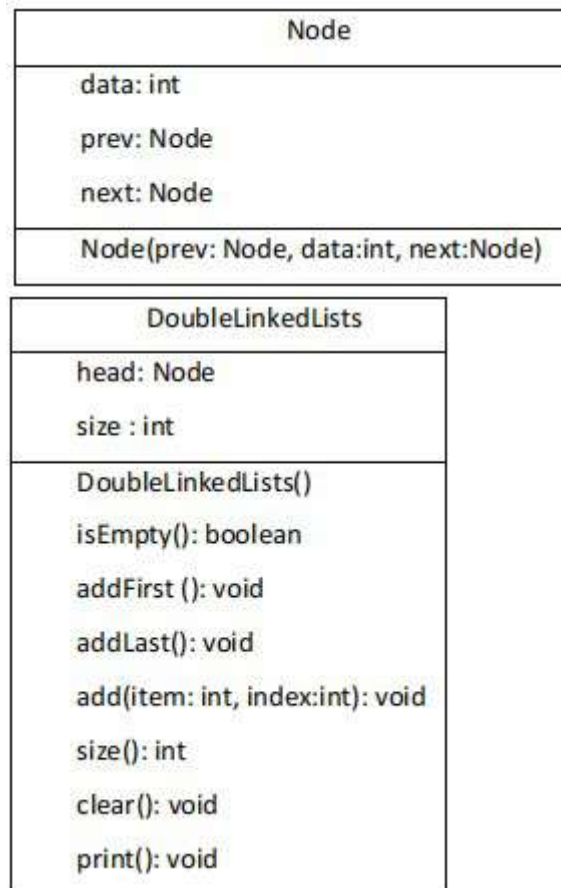 Node
data: int
prev: Node
next: Node
Node(prev: Node, data:int, next:Node)
DoubleLinkedLists
head: Node
size : int
DoubleLinkedLists()
isEmpty(): boolean
addFirst (): void
addLast(): void
add(item: int, index:int): void
size(): int
clear(): void
print(): void